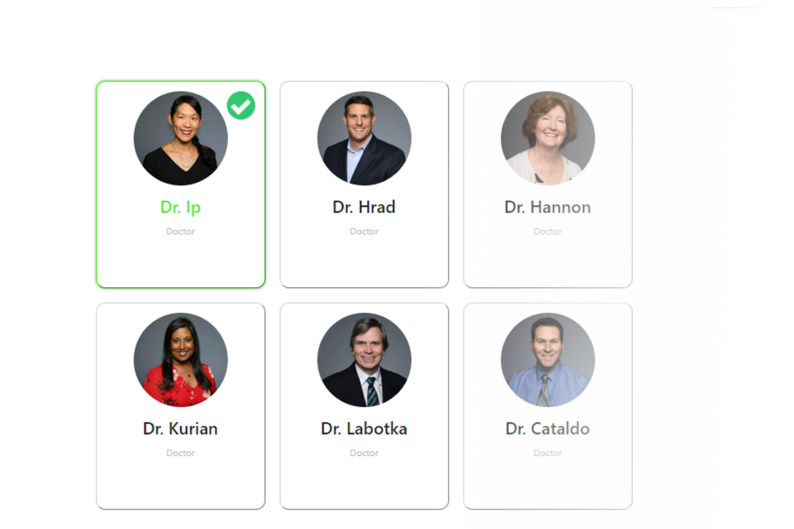 Dr. Ip
Doctor
Dr. Hrad
Doctor
Dr. Hannon
Doctor
Dr. Kurian
Doctor
Dr. Labotka
Doctor
Dr. Cataldo
Doctor